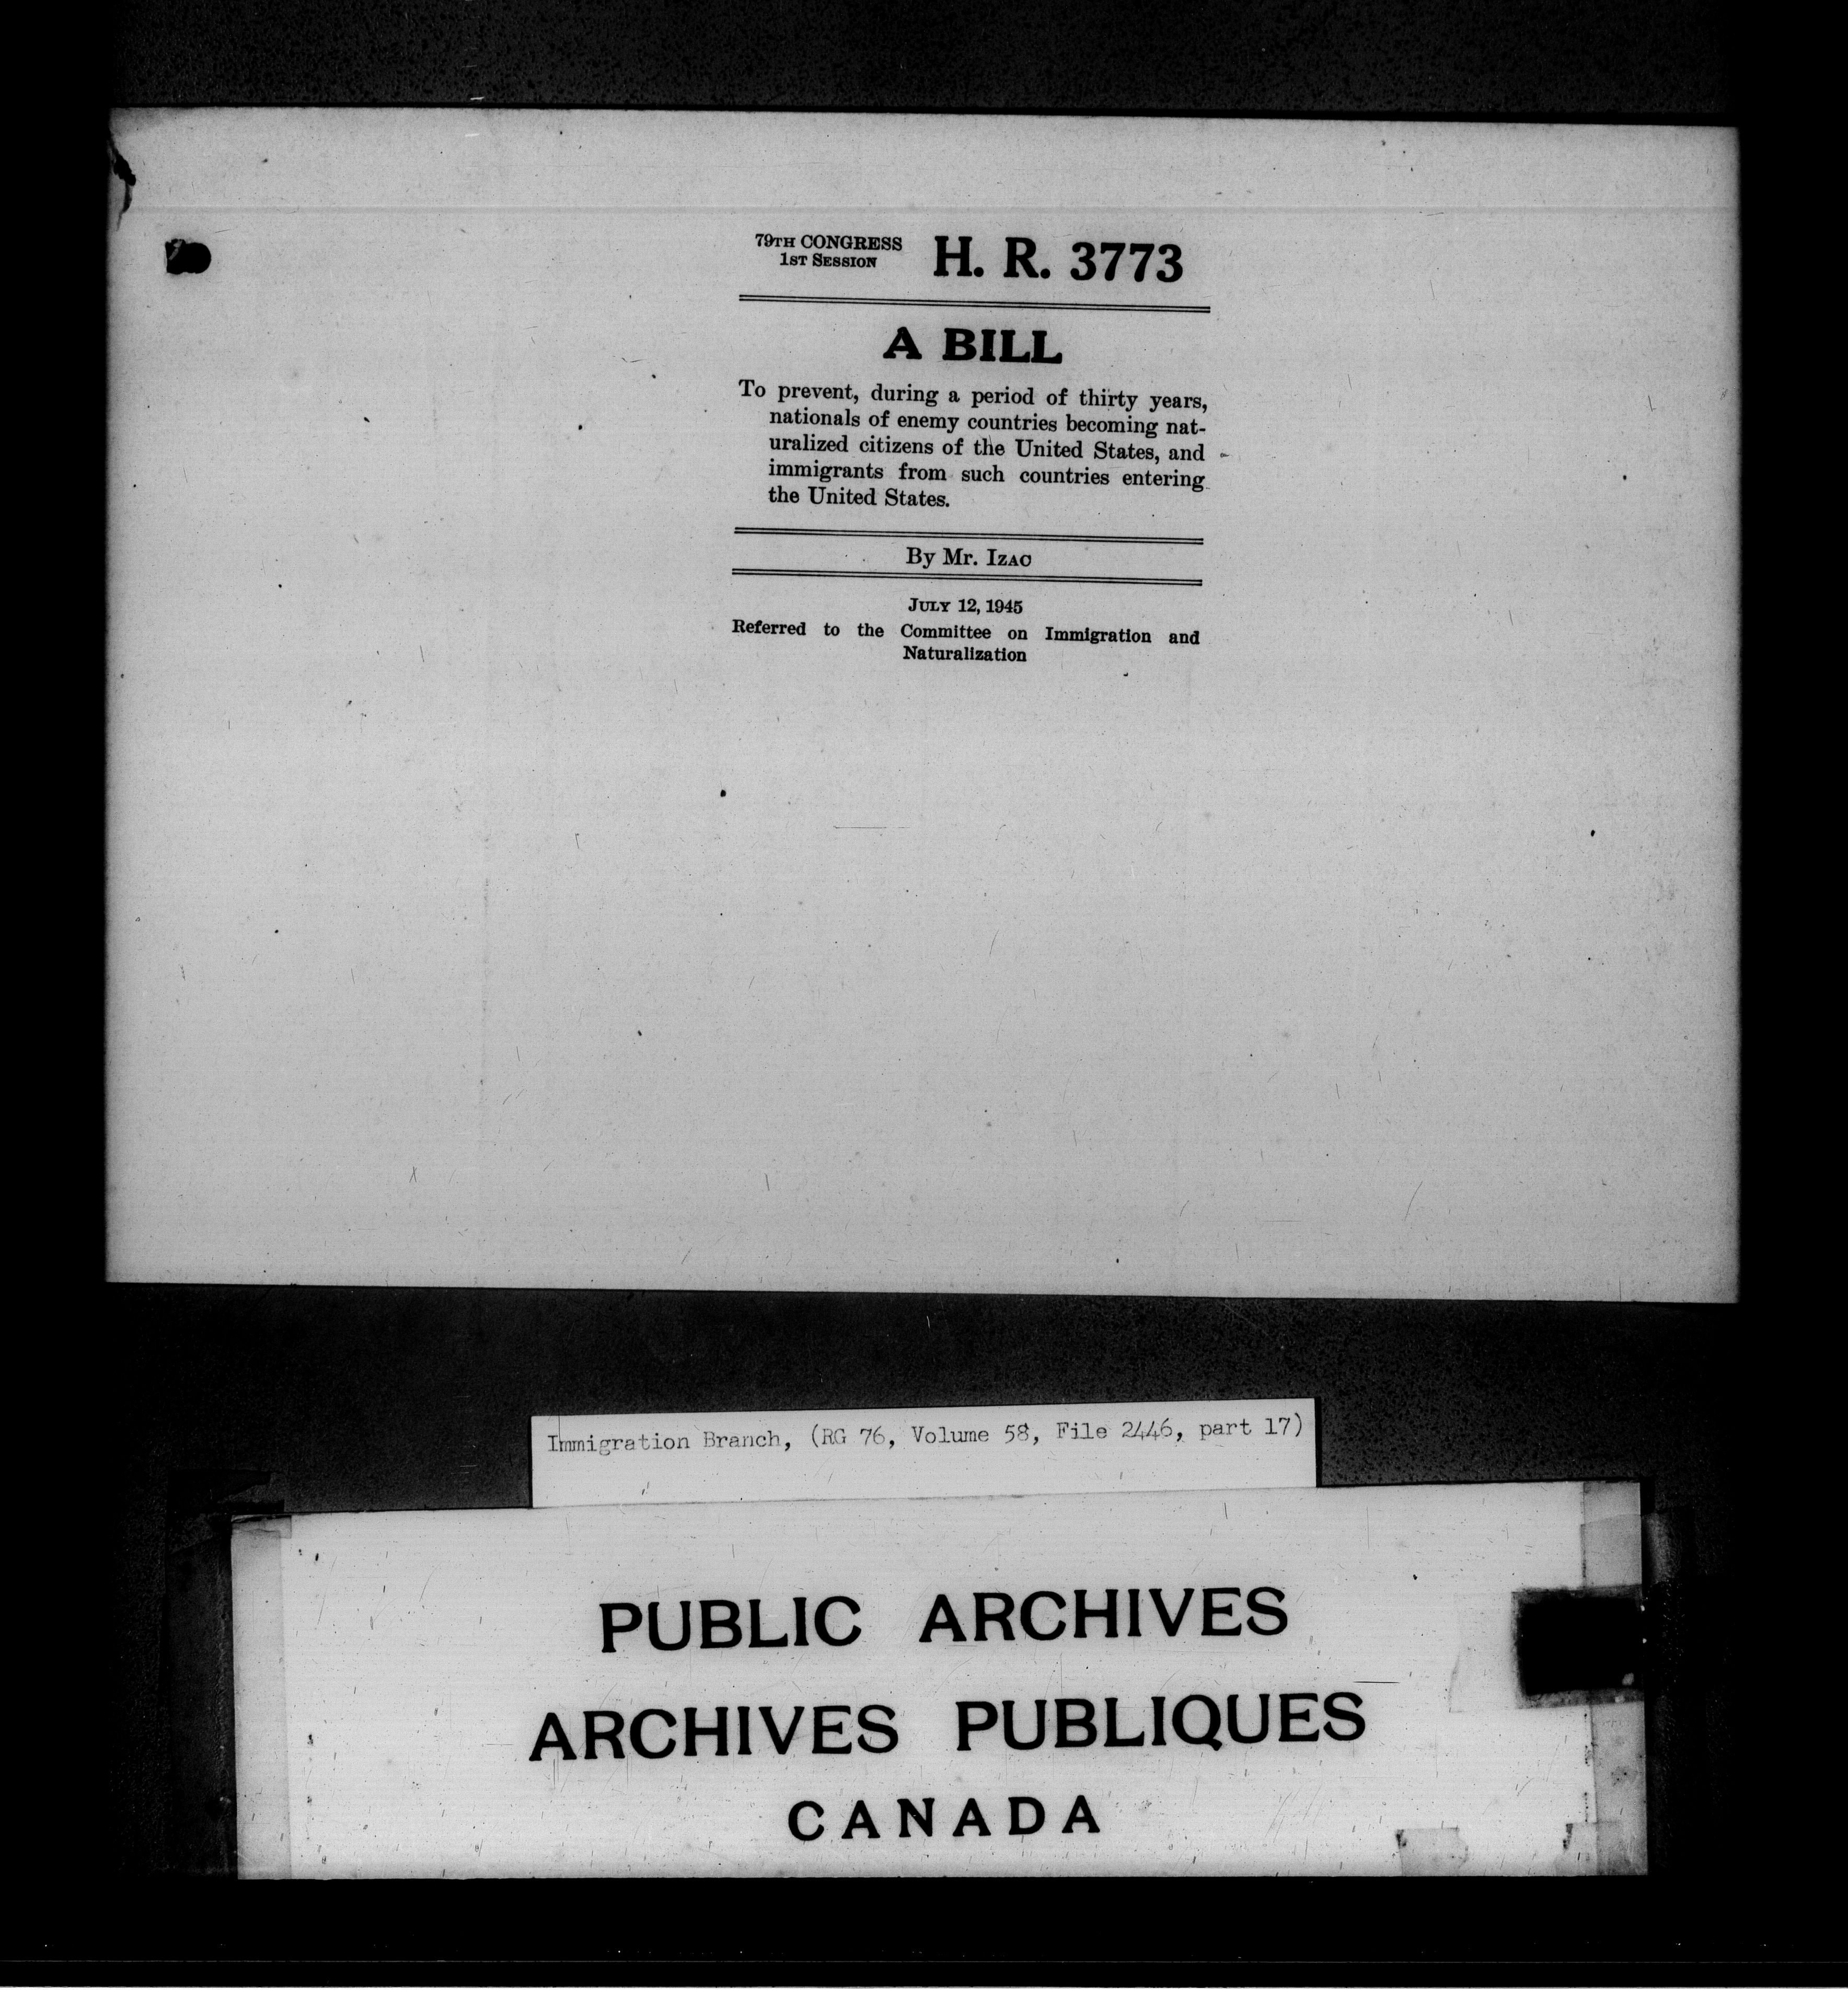 79TH CONGRESS
1ST SESSION
H. R. 3773
A BILL
To prevent, during a period of thirty years,
nationals of enemy countries becoming nat-
uralized citizens of the United States, and
immigrants from such countries entering
the United States.
By Mr. IZAC
JULY 12, 1945
Referred to the Committee on Immigration and
Naturalization
Immigration Branch, (RG 76, Volume 58, File 2446, part 17)
PUBLIC ARCHIVES
ARCHIVES PUBLIQUES
CANADA